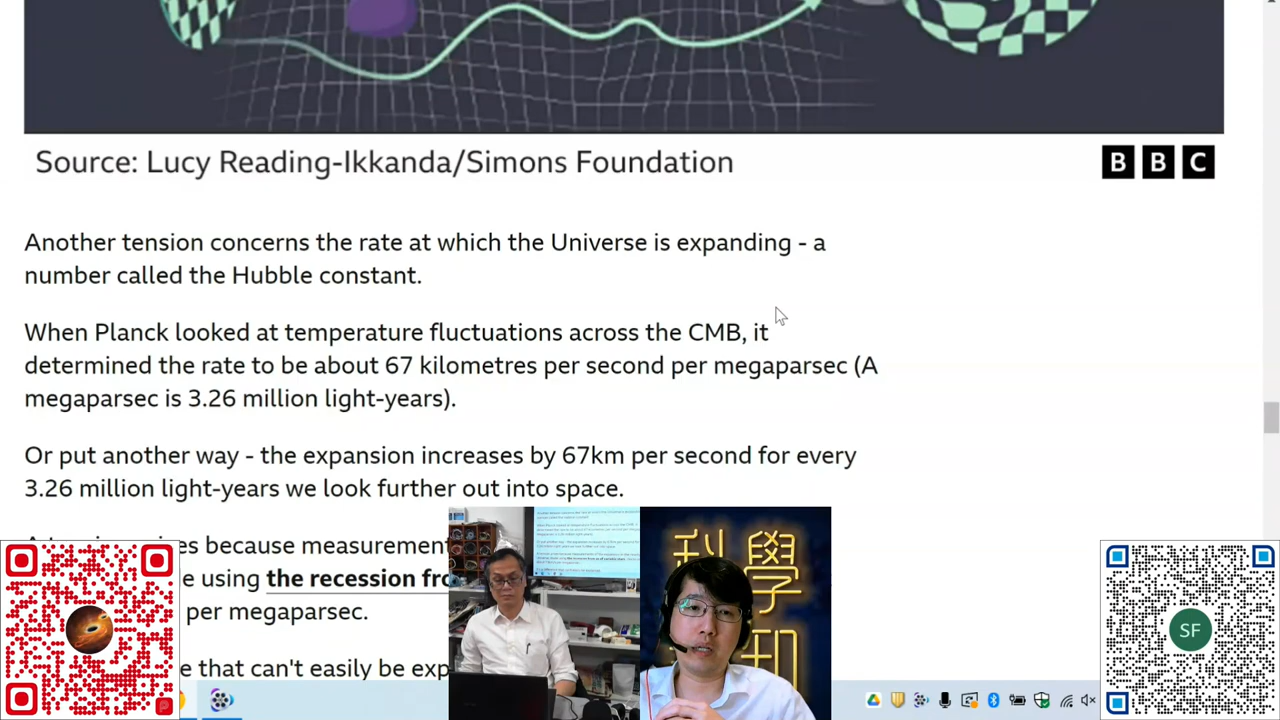 Source: Lucy Reading-Ikkanda/Simons Foundation
BBC
Another tension concerns the rate at which the Universe is expanding - a
number called the Hubble constant.
When Planck looked at temperature fluctuations across the CMB, it
determined the rate to be about 67 kilometres per second per megaparsec (A
megaparsec is 3.26 million light-years).
Or put another way - the expansion increases by 67km per second for every
3.26 million light-years we look further out into space.
because measurement
using the recession fro
per megaparsec.
that can't easily be exp
科學
SF